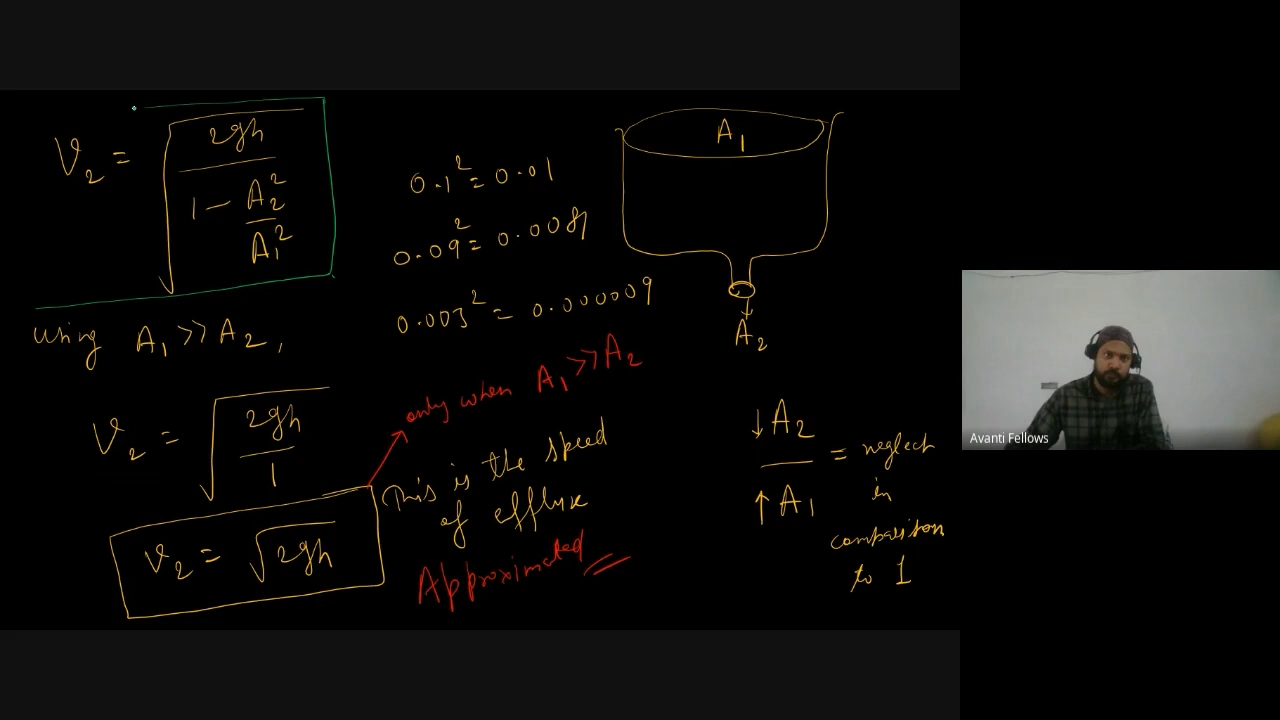 V₂ = √(2gh / (1 - A₂²/A₁²))
Using A₁ >> A₂,
V₂ = √(2gh / 1)
V₂ = √2gh
0.1² = 0.01
0.09² = 0.0081
0.003² = 0.000009
only when A₁ >> A₂
This is the speed
of efflux
Approximated
A₁
A₂
↓A₂ / ↑A₁ = neglect
in
comparison
to 1
Avanti Fellows